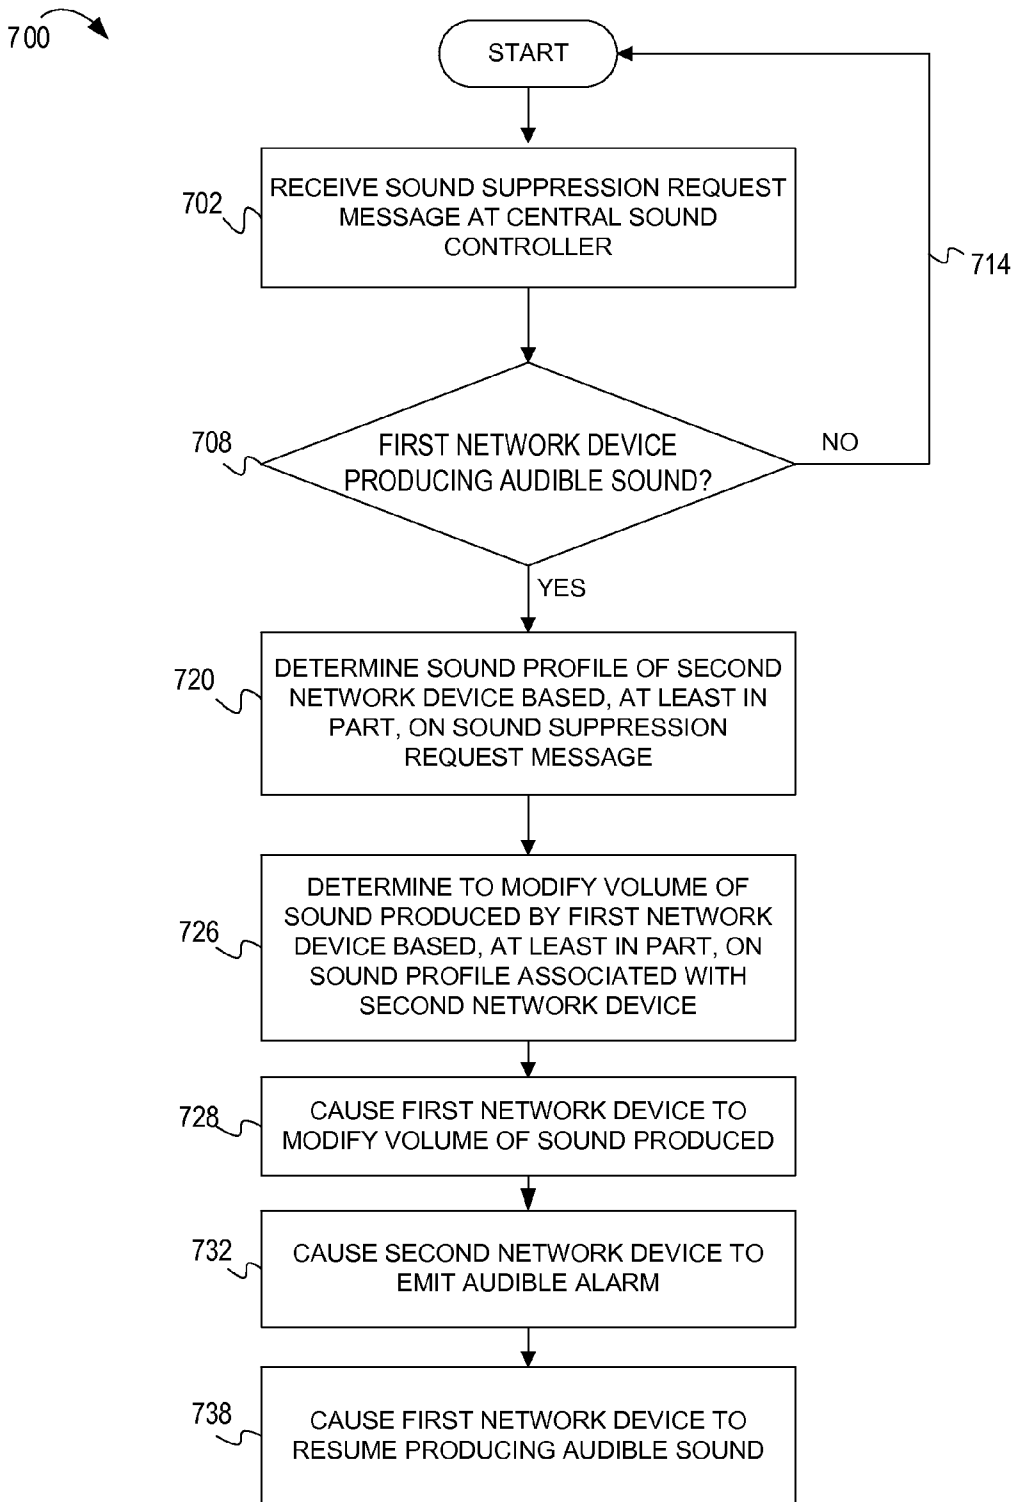 700
START
702
RECEIVE SOUND SUPPRESSION REQUEST
MESSAGE AT CENTRAL SOUND
CONTROLLER
714
708
FIRST NETWORK DEVICE
PRODUCING AUDIBLE SOUND?
NO
YES
720
DETERMINE SOUND PROFILE OF SECOND
NETWORK DEVICE BASED, AT LEAST IN
PART, ON SOUND SUPPRESSION
REQUEST MESSAGE
726
DETERMINE TO MODIFY VOLUME OF
SOUND PRODUCED BY FIRST NETWORK
DEVICE BASED, AT LEAST IN PART, ON
SOUND PROFILE ASSOCIATED WITH
SECOND NETWORK DEVICE
728
CAUSE FIRST NETWORK DEVICE TO
MODIFY VOLUME OF SOUND PRODUCED
732
CAUSE SECOND NETWORK DEVICE TO
EMIT AUDIBLE ALARM
738
CAUSE FIRST NETWORK DEVICE TO
RESUME PRODUCING AUDIBLE SOUND